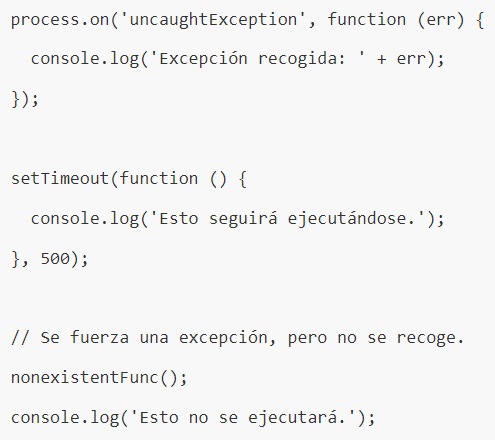 process.on('uncaughtException', function (err) {
  console.log('Excepción recogida: ' + err);
});
setTimeout(function () {
  console.log('Esto seguirá ejecutándose.');
}, 500);
// Se fuerza una excepción, pero no se recoge.
nonexistentFunc();
console.log('Esto no se ejecutará.');